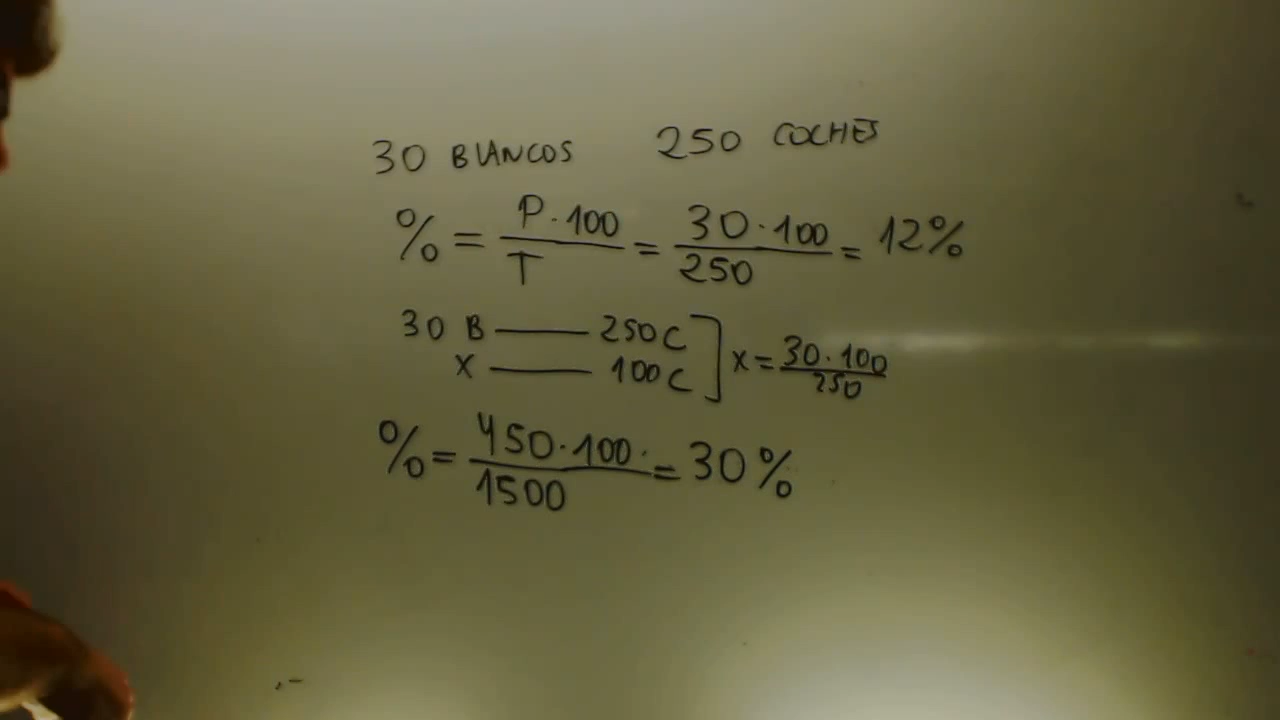 30 BLANCOS 250 COCHES
% = P·100 / T = 30·100 / 250 = 12%
30 B —— 250 C
X —— 100 C ] x = 30·100 / 250
% = 450·100 / 1500 = 30%